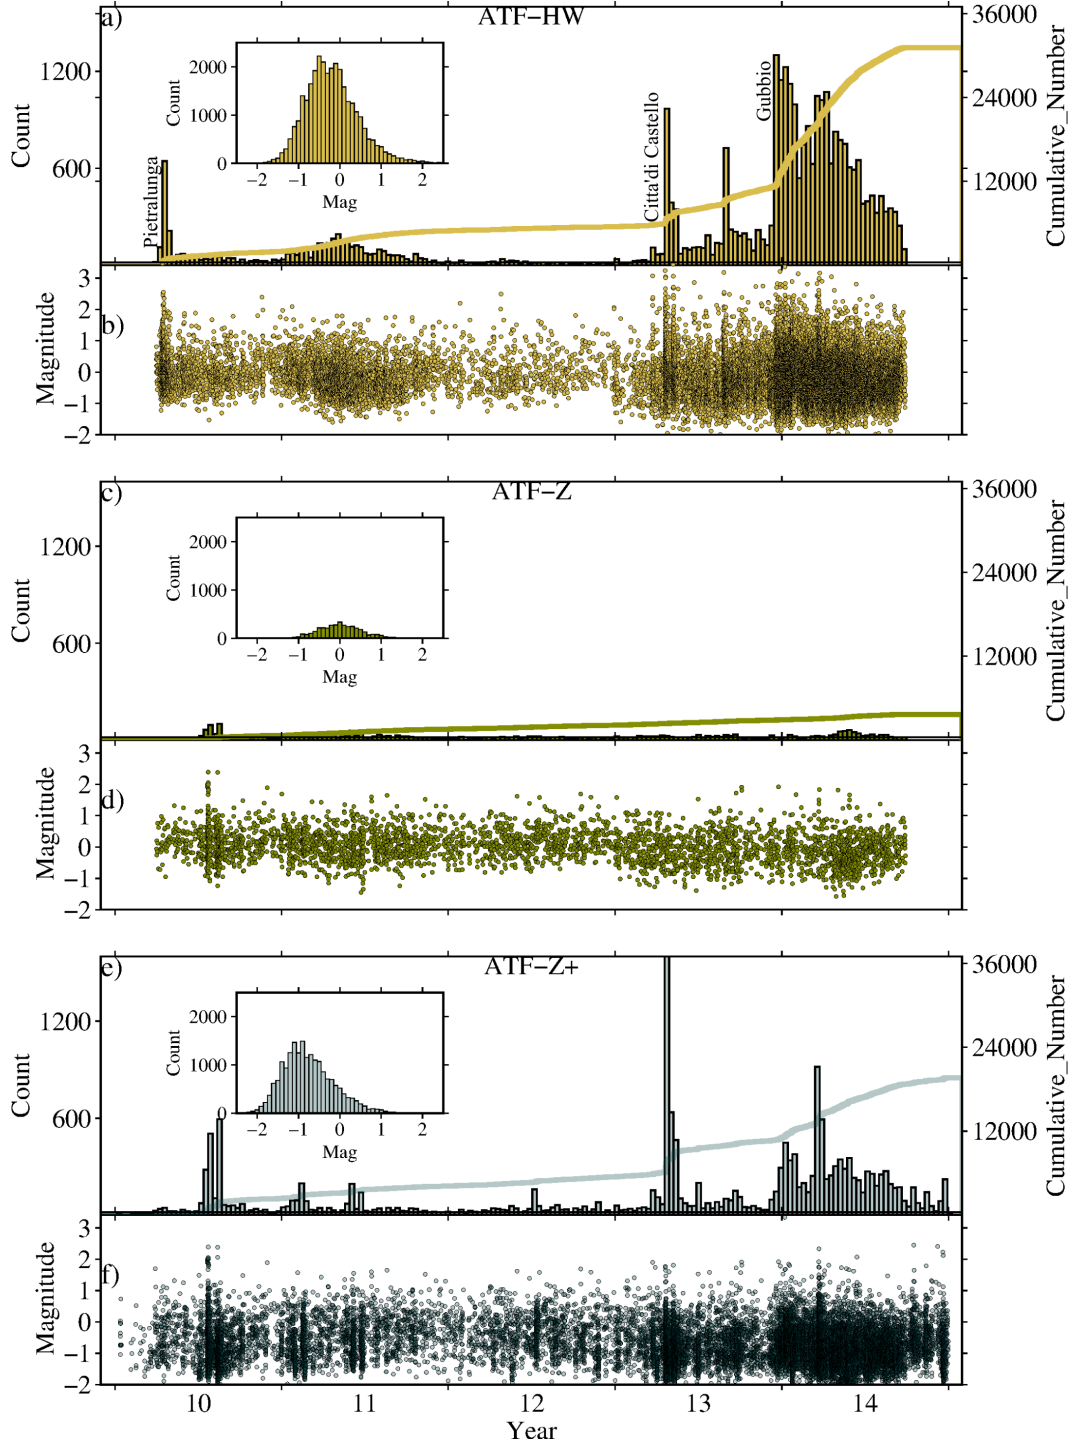 a)
ATF−HW
36000
24000
12000
Cumulative_Number
1200
600
Count
Pietralunga
Citta'di Castello
Gubbio
2000
1000
0
Count
−2 −1 0 1 2
Mag
b)
3
2
1
0
−1
−2
Magnitude
c)
ATF−Z
36000
24000
12000
Cumulative_Number
1200
600
Count
2000
1000
0
Count
−2 −1 0 1 2
Mag
d)
3
2
1
0
−1
−2
Magnitude
e)
ATF−Z+
36000
24000
12000
Cumulative_Number
1200
600
Count
2000
1000
0
Count
−2 −1 0 1 2
Mag
f)
3
2
1
0
−1
−2
Magnitude
10 11 12 13 14
Year